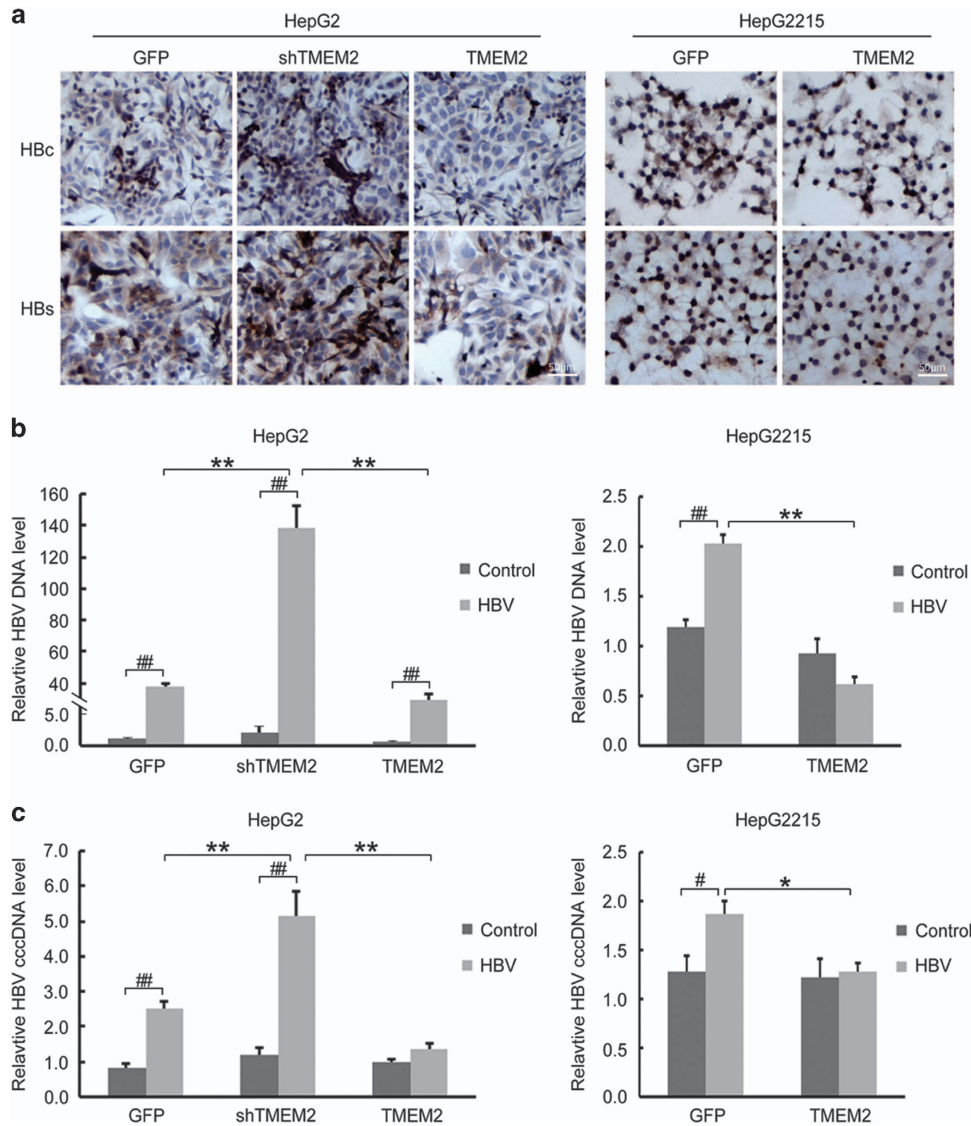 a
HepG2
HepG2215
GFP
shTMEM2
TMEM2
GFP
TMEM2
HBc
HBs
50µm
50µm
b
HepG2
HepG2215
Relavtive HBV DNA level
160
140
120
100
80
60
40
5.0
0.0
**
**
##
##
##
Control
HBV
GFP
shTMEM2
TMEM2
Relavtive HBV DNA level
2.5
2.0
1.5
1.0
0.5
0.0
##
**
Control
HBV
GFP
TMEM2
c
HepG2
HepG2215
Relavtive HBV cccDNA level
7.0
6.0
5.0
4.0
3.0
2.0
1.0
0.0
**
**
##
##
Control
HBV
GFP
shTMEM2
TMEM2
Relavtive HBV cccDNA level
2.5
2.0
1.5
1.0
0.5
0.0
#
*
Control
HBV
GFP
TMEM2